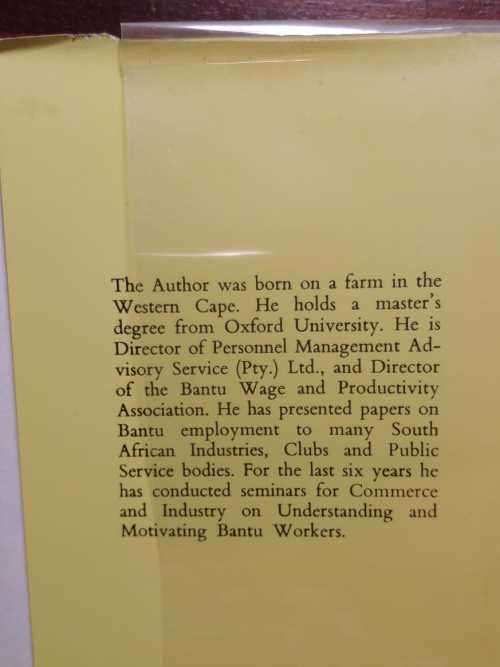 The Author was born on a farm in the
Western Cape. He holds a master's
degree from Oxford University. He is
Director of Personnel Management Ad-
visory Service (Pty.) Ltd., and Director
of the Bantu Wage and Productivity
Association. He has presented papers on
Bantu employment to many South
African Industries, Clubs and Public
Service bodies. For the last six years he
has conducted seminars for Commerce
and Industry on Understanding and
Motivating Bantu Workers.